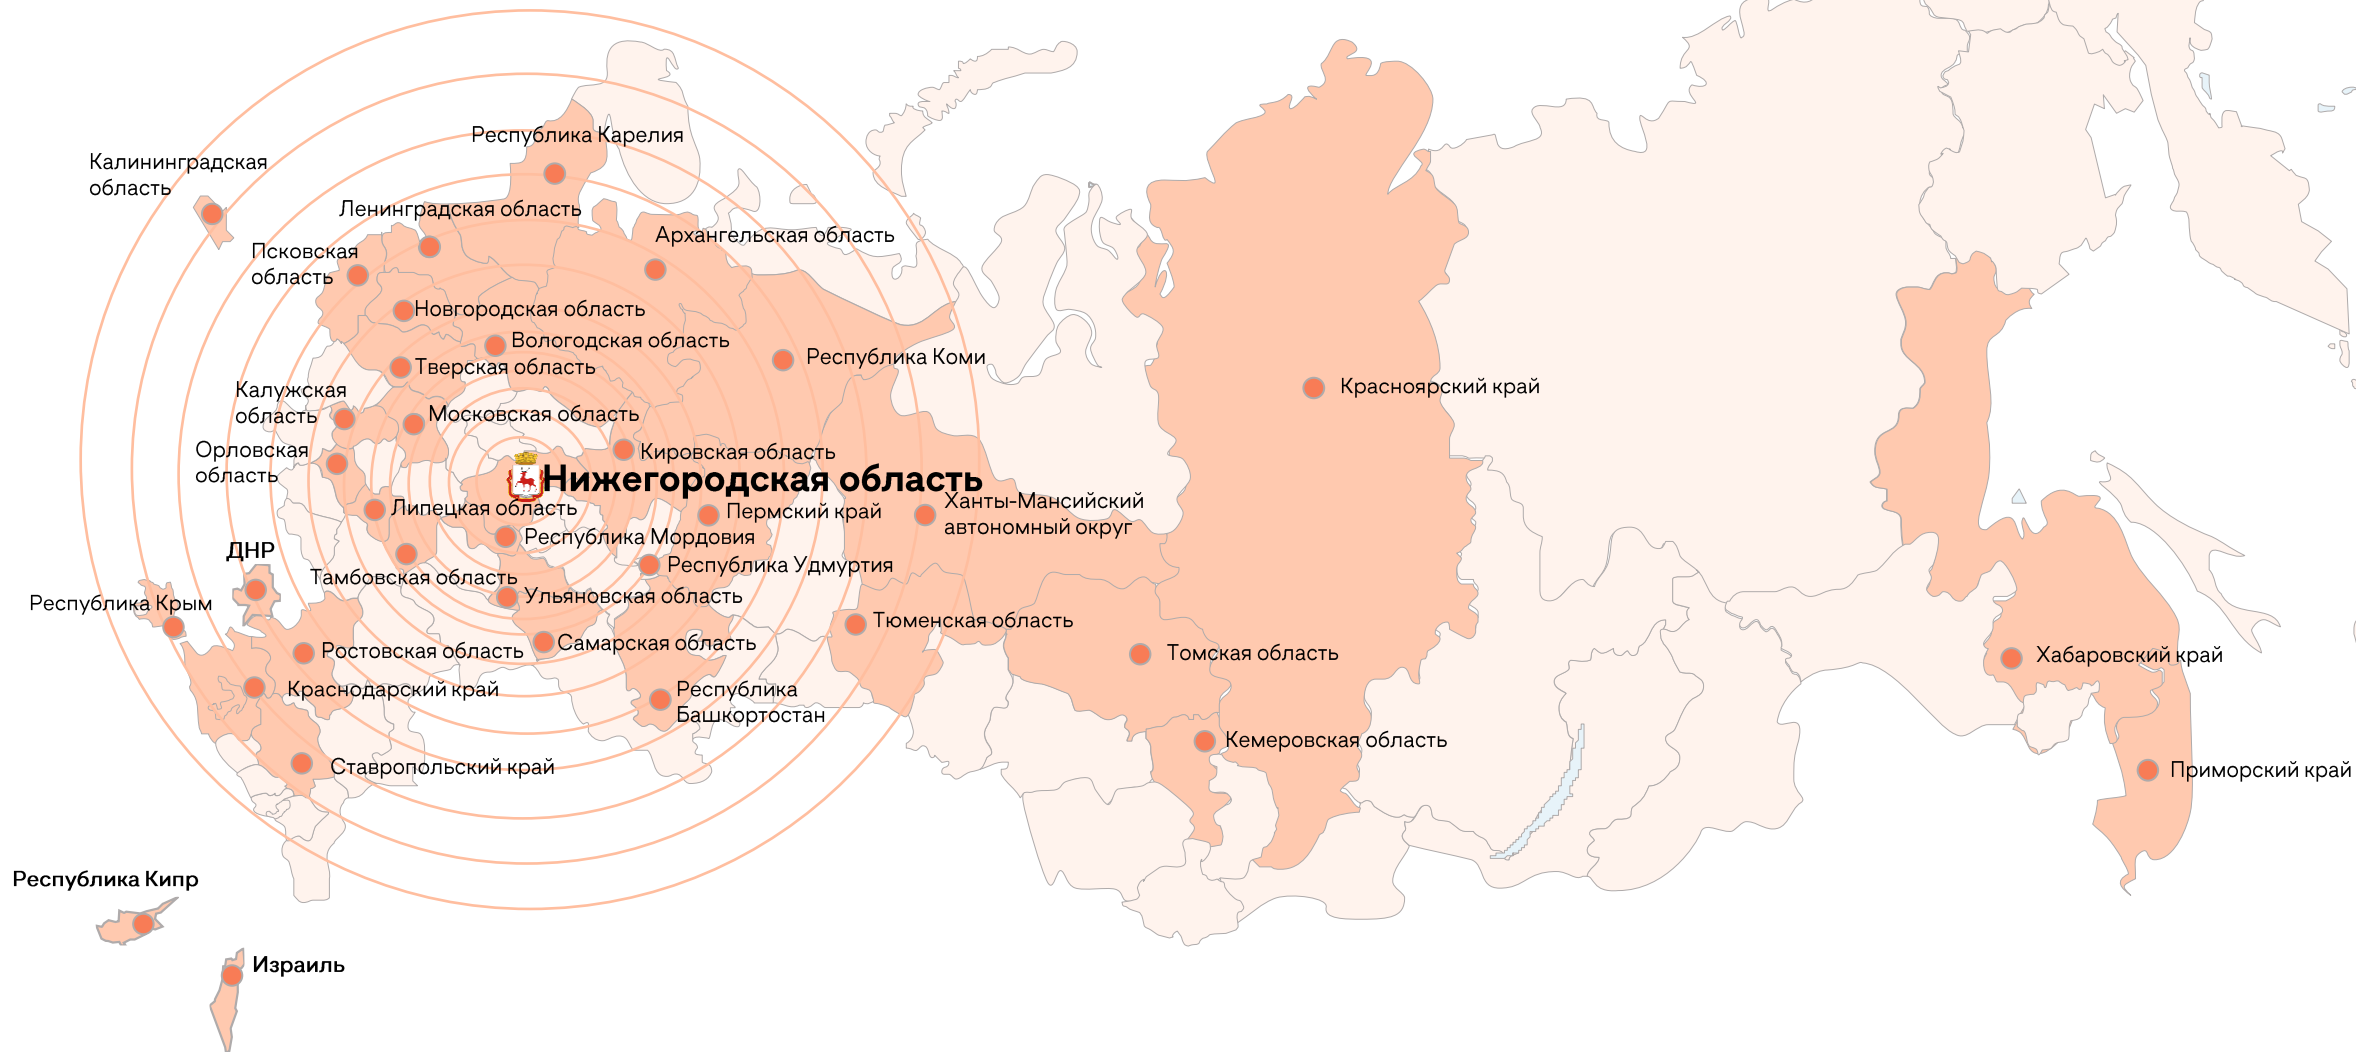 Республика Карелия
Калининградская
область
Ленинградская область
Архангельская область
Псковская
область
Новгородская область
Вологодская область
Республика Коми
Тверская область
Красноярский край
Калужская
область
Московская область
Орловская
область
Кировская область
Нижегородская область
Ханты-Мансийский
автономный округ
Липецкая область
Пермский край
Республика Мордовия
ДНР
Республика Удмуртия
Тамбовская область
Ульяновская область
Республика Крым
Тюменская область
Самарская область
Ростовская область
Томская область
Хабаровский край
Краснодарский край
Республика
Башкортостан
Кемеровская область
Ставропольский край
Приморский край
Республика Кипр
Израиль